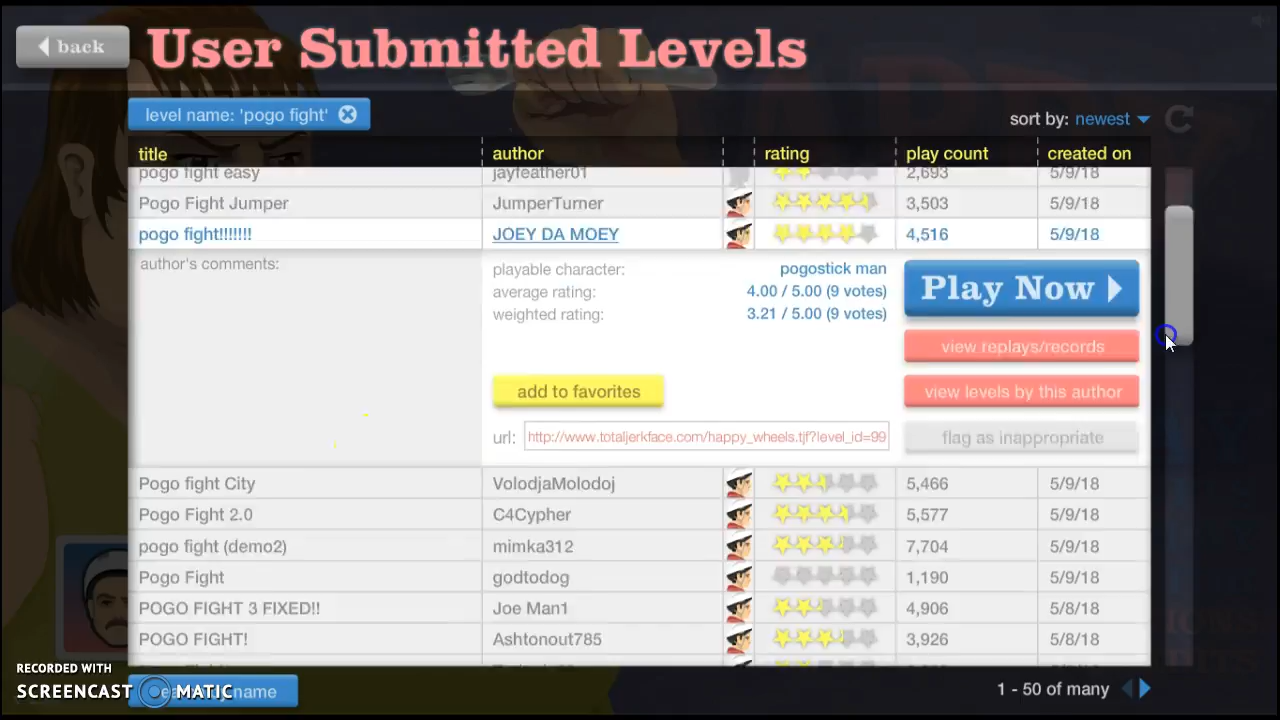 back
User Submitted Levels
level name: 'pogo fight'
sort by: newest
title author rating play count created on
pogo fight easy jayfeather01 2,693 5/9/18
Pogo Fight Jumper JumperTurner 3,503 5/9/18
pogo fight!!!!!!! JOEY DA MOEY 4,516 5/9/18
author's comments:
playable character: pogostick man
average rating: 4.00 / 5.00 (9 votes)
weighted rating: 3.21 / 5.00 (9 votes)
Play Now
view replays/records
add to favorites
view levels by this author
url: http://www.totaljerkface.com/happy_wheels.tjf?level_id=99
flag as inappropriate
Pogo fight City VolodjaMolodoj 5,466 5/9/18
Pogo Fight 2.0 C4Cypher 5,577 5/9/18
pogo fight (demo2) mimka312 7,704 5/9/18
Pogo Fight godtodog 1,190 5/9/18
POGO FIGHT 3 FIXED!! Joe Man1 4,906 5/8/18
POGO FIGHT! Ashtonout785 3,926 5/8/18
RECORDED WITH
SCREENCAST MATIC
name
1 - 50 of many